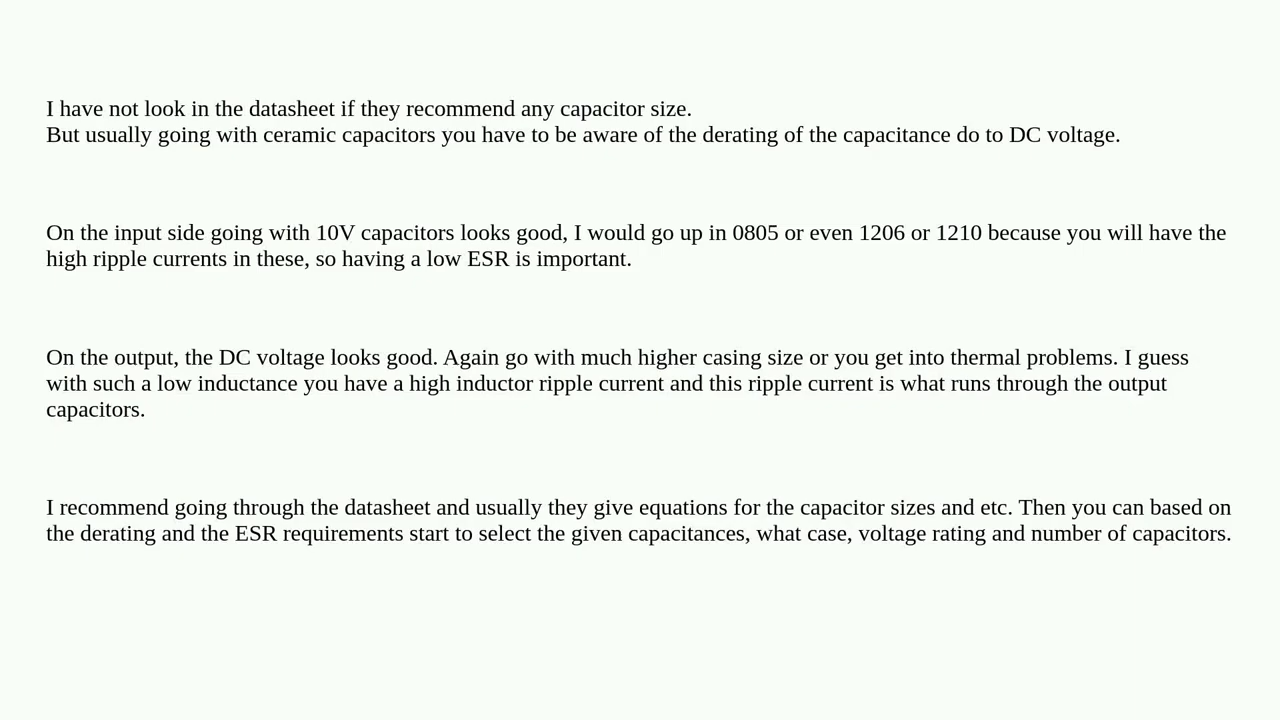 I have not look in the datasheet if they recommend any capacitor size.
But usually going with ceramic capacitors you have to be aware of the derating of the capacitance do to DC voltage.
On the input side going with 10V capacitors looks good, I would go up in 0805 or even 1206 or 1210 because you will have the
high ripple currents in these, so having a low ESR is important.
On the output, the DC voltage looks good. Again go with much higher casing size or you get into thermal problems. I guess
with such a low inductance you have a high inductor ripple current and this ripple current is what runs through the output
capacitors.
I recommend going through the datasheet and usually they give equations for the capacitor sizes and etc. Then you can based on
the derating and the ESR requirements start to select the given capacitances, what case, voltage rating and number of capacitors.